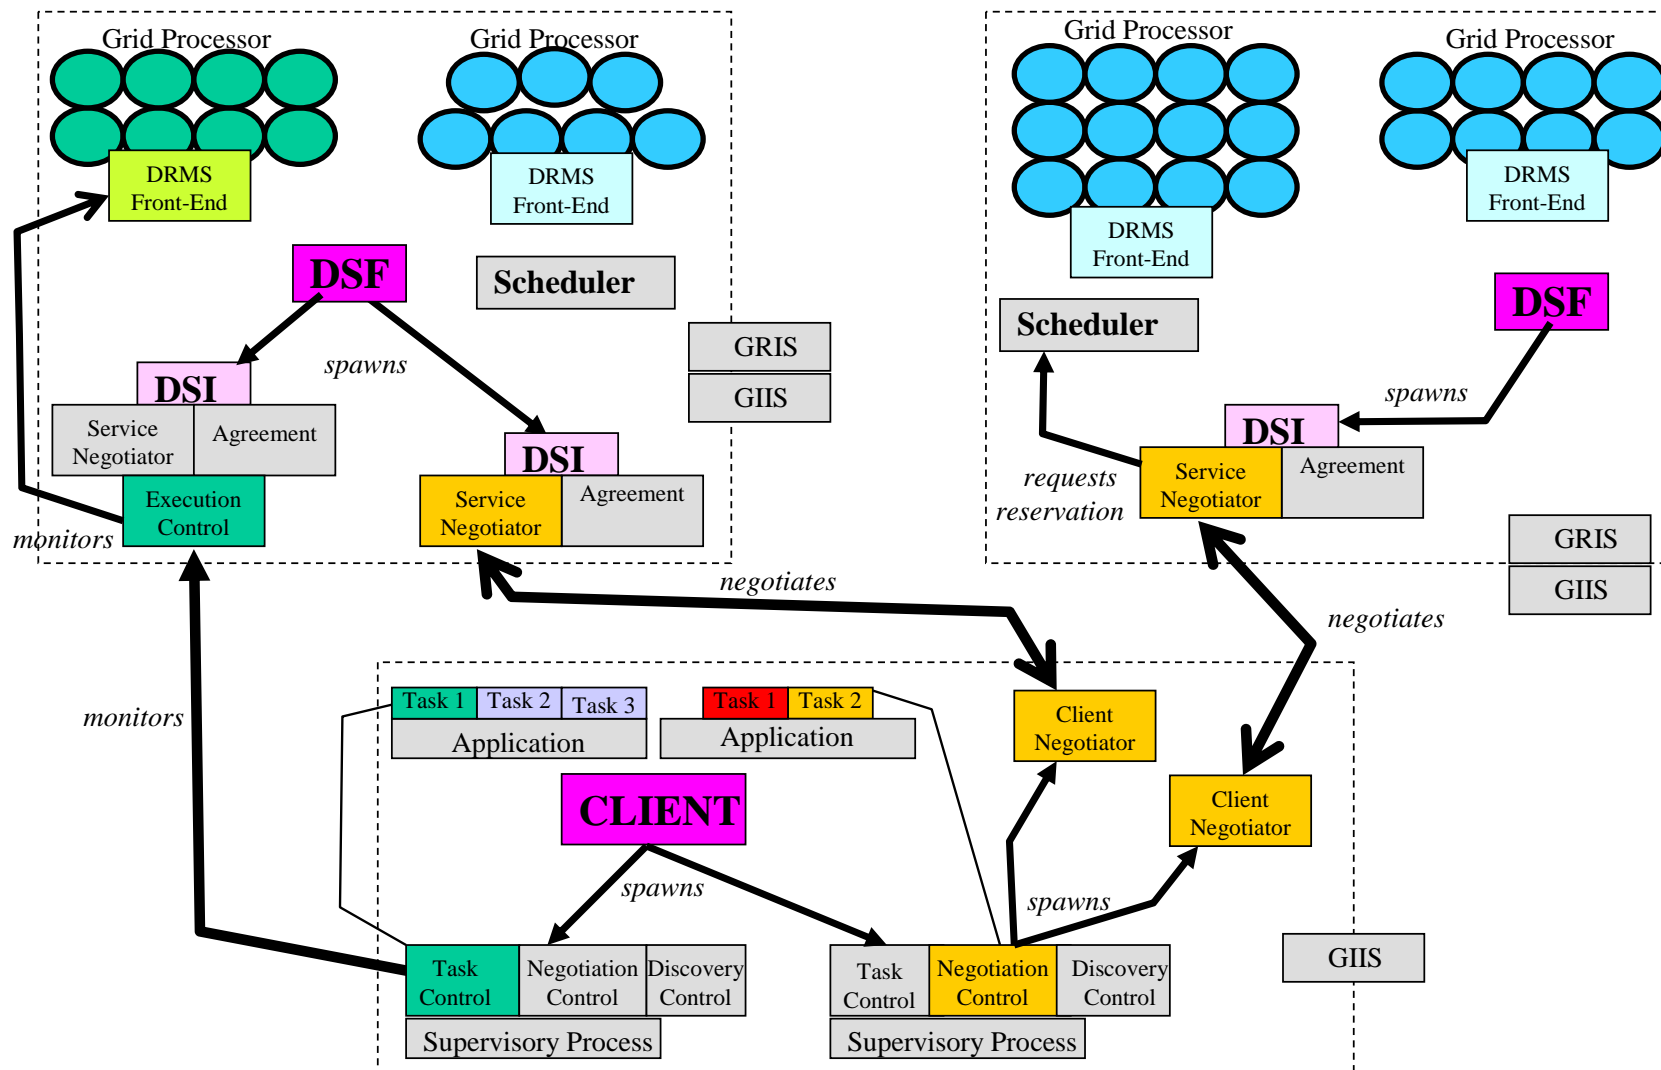 Grid Processor
Grid Processor
DRMS
Front-End
DRMS
Front-End
DSF
Scheduler
GRIS
GIIS
spawns
DSI
Service
Negotiator
Agreement
Execution
Control
monitors
DSI
Service
Negotiator
Agreement
Grid Processor
Grid Processor
DRMS
Front-End
DRMS
Front-End
Scheduler
DSF
spawns
DSI
requests
reservation
Service
Negotiator
Agreement
GRIS
GIIS
negotiates
negotiates
monitors
Task 1
Task 2
Task 3
Application
Task 1
Task 2
Application
Client
Negotiator
Client
Negotiator
CLIENT
spawns
spawns
Task
Control
Negotiation
Control
Discovery
Control
Supervisory Process
Task
Control
Negotiation
Control
Discovery
Control
Supervisory Process
GIIS